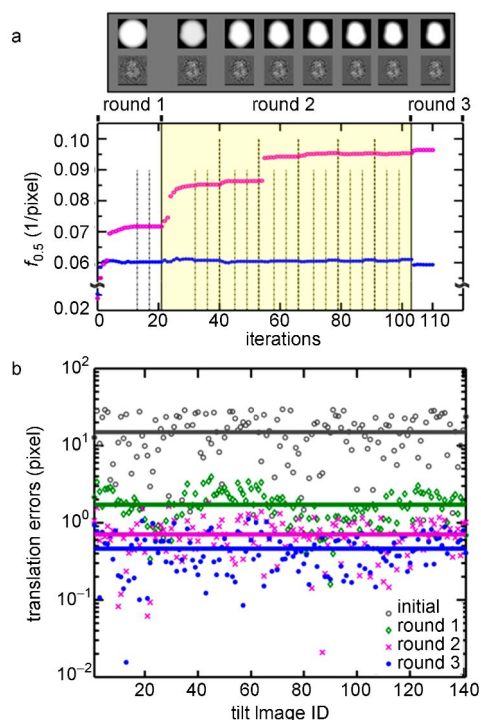 a
round 1 round 2 round 3
0.10
0.09
0.08
0.07
0.06
0.02
f0.5 (1/pixel)
0 20 40 60 80 100 110
iterations
b
10^2
10^1
10^0
10^-1
10^-2
translation errors (pixel)
initial
round 1
round 2
round 3
20 40 60 80 100 120 140
tilt Image ID